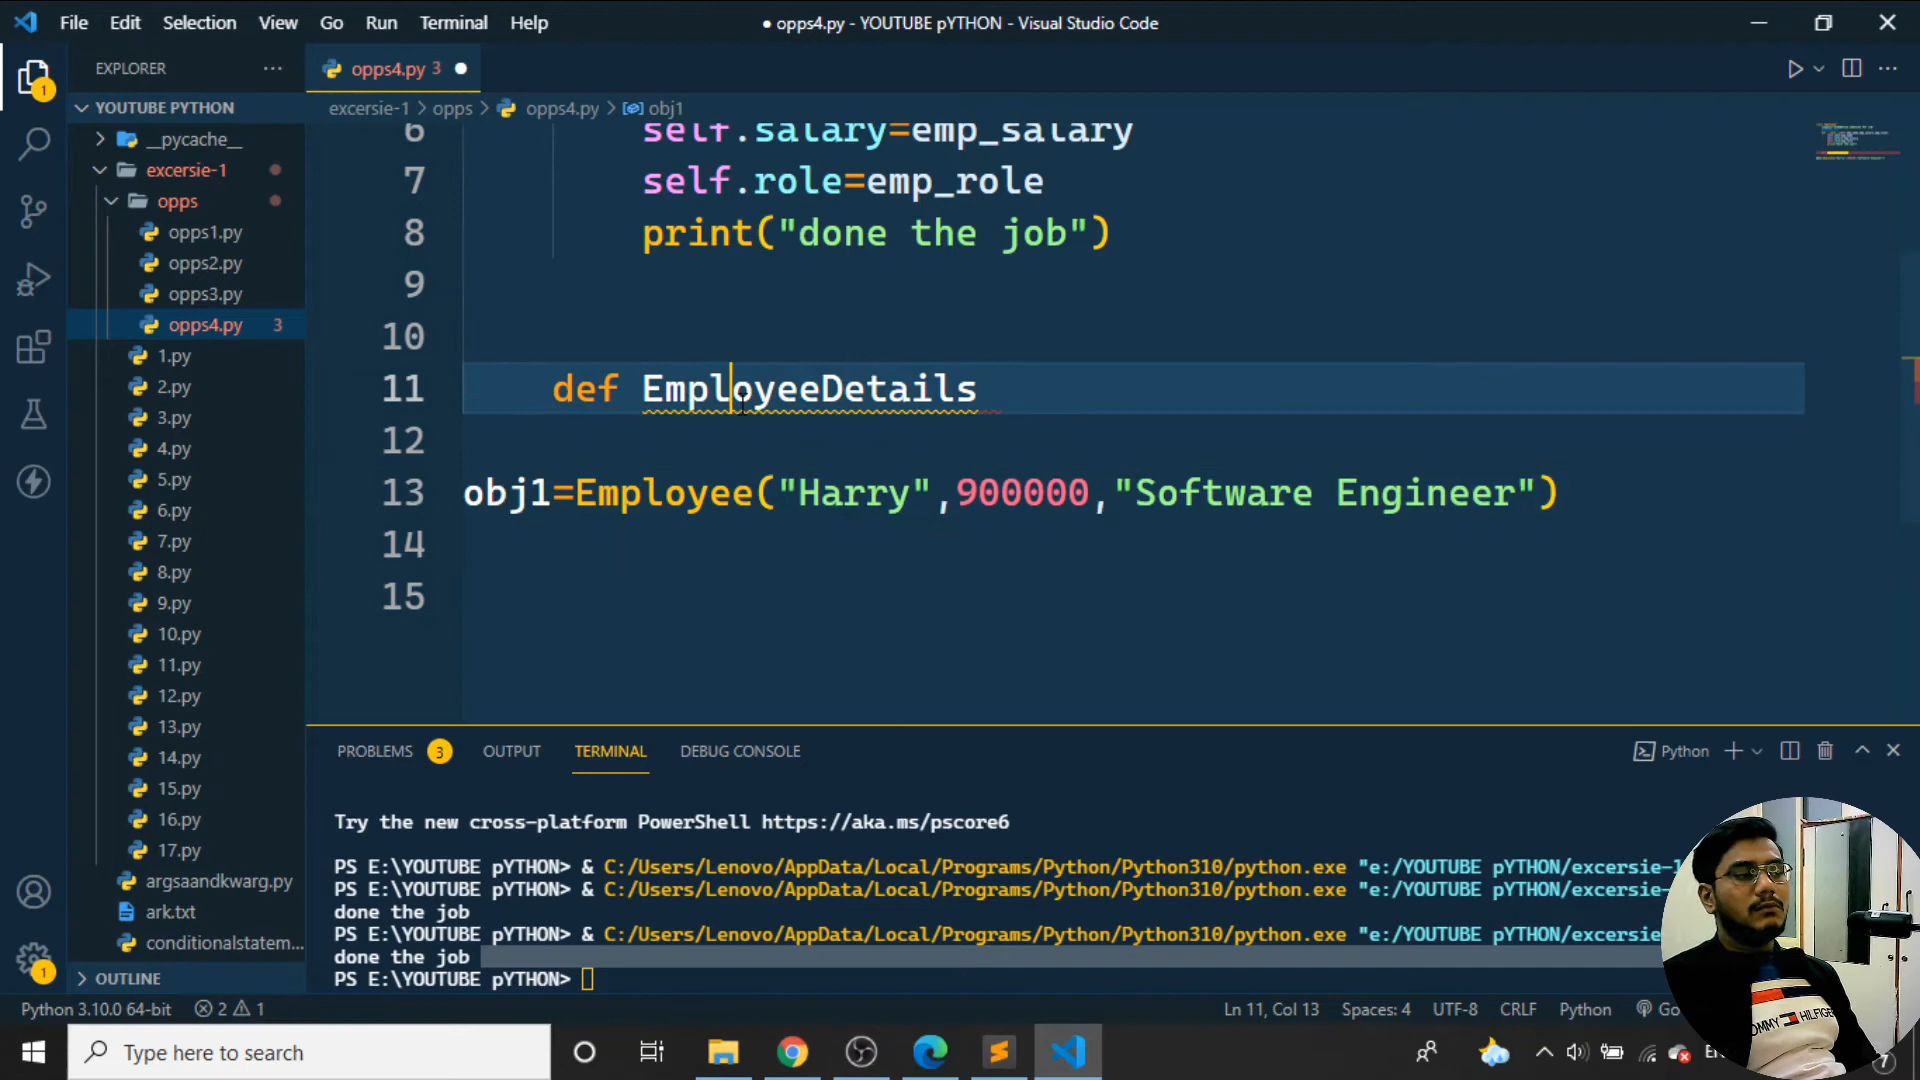 File Edit Selection View Go Run Terminal Help
● opps4.py - YOUTUBE pYTHON - Visual Studio Code
EXPLORER ···
opps4.py 3
YOUTUBE PYTHON
excersie-1 > opps > opps4.py > obj1
__pycache__
excersie-1
opps
opps1.py
opps2.py
opps3.py
opps4.py 3
1.py
2.py
3.py
4.py
5.py
6.py
7.py
8.py
9.py
10.py
11.py
12.py
13.py
14.py
15.py
16.py
17.py
argsaandkwarg.py
ark.txt
conditionalstatem...
OUTLINE
6 self.salary=emp_salary
7 self.role=emp_role
8 print("done the job")
9
10
11 def EmployeeDetails
12
13 obj1=Employee("Harry",900000,"Software Engineer")
14
15
PROBLEMS 3 OUTPUT TERMINAL DEBUG CONSOLE
Python
Try the new cross-platform PowerShell https://aka.ms/pscore6
PS E:\YOUTUBE pYTHON> & C:/Users/Lenovo/AppData/Local/Programs/Python/Python310/python.exe "e:/YOUTUBE pYTHON/excersie-1
PS E:\YOUTUBE pYTHON> & C:/Users/Lenovo/AppData/Local/Programs/Python/Python310/python.exe "e:/YOUTUBE pYTHON/excersie-
done the job
PS E:\YOUTUBE pYTHON> & C:/Users/Lenovo/AppData/Local/Programs/Python/Python310/python.exe "e:/YOUTUBE pYTHON/excersie
done the job
PS E:\YOUTUBE pYTHON>
1
1
Python 3.10.0 64-bit 2 1
Ln 11, Col 13 Spaces: 4 UTF-8 CRLF Python Go
Type here to search
7
TOMMY HILFIGER